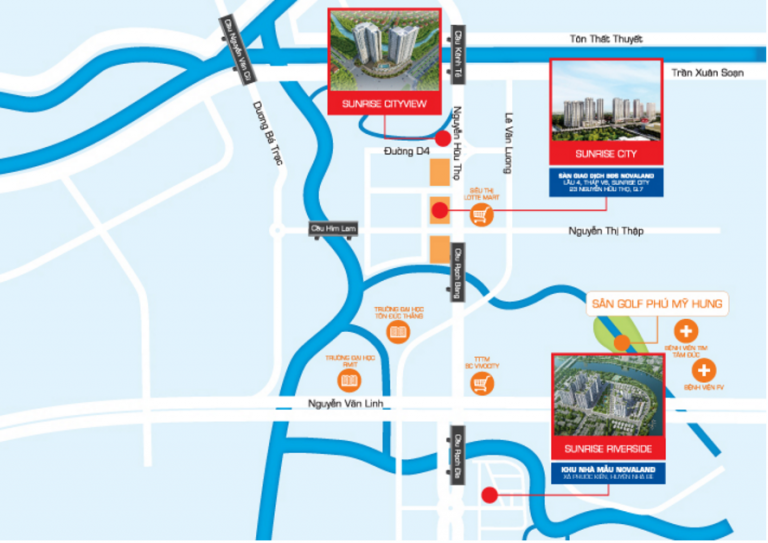 Cầu Nguyễn Văn Cừ
Cầu Kênh Tẻ
Tôn Thất Thuyết
Trần Xuân Soạn
SUNRISE CITYVIEW
Dương Bá Trạc
Nguyễn Hữu Thọ
Lê Văn Lương
Đường D4
SUNRISE CITY
SÀN GIAO DỊCH BĐS NOVALAND
LẦU 4, THÁP V6, SUNRISE CITY
23 NGUYỄN HỮU THỌ, Q.7
SIÊU THỊ
LOTTE MART
Cầu Him Lam
Nguyễn Thị Thập
Cầu Rạch Bàng
SÂN GOLF PHÚ MỸ HƯNG
TRƯỜNG ĐẠI HỌC
TÔN ĐỨC THẮNG
TRƯỜNG ĐẠI HỌC
RMIT
TTTM
SC VIVOCITY
BỆNH VIỆN TIM
TÂM ĐỨC
BỆNH VIỆN FV
Nguyễn Văn Linh
SUNRISE RIVERSIDE
Cầu Rạch Đĩa
KHU NHÀ MẪU NOVALAND
XÃ PHƯỚC KIỂN, HUYỆN NHÀ BÈ